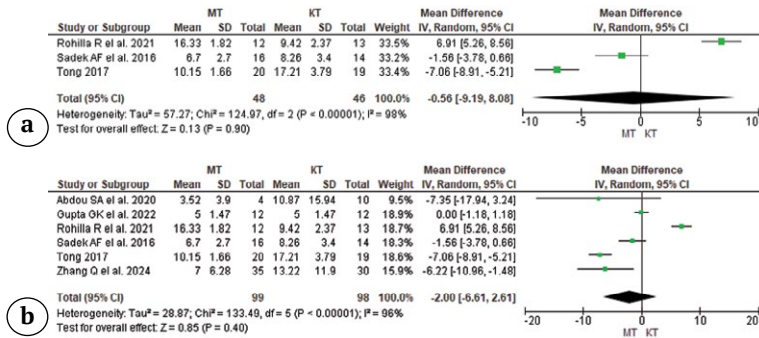 a
MT KT Mean Difference Mean Difference
Study or Subgroup Mean SD Total Mean SD Total Weight IV, Random, 95% CI IV, Random, 95% CI
Rohilla R el al. 2021 16.33 1.82 12 9.42 2.37 13 33.5% 6.91 [5.26, 8.56]
Sadek AF el al. 2016 6.7 2.7 16 8.26 3.4 14 33.2% -1.56 [-3.78, 0.66]
Tong 2017 10.15 1.66 20 17.21 3.79 19 33.4% -7.06 [-8.91, -5.21]
Total (95% CI) 48 46 100.0% -0.56 [-9.19, 8.08]
Heterogeneity: Tau² = 57.27; Chi² = 124.97, df = 2 (P < 0.00001); I² = 98%
Test for overall effect: Z = 0.13 (P = 0.90)
-10 -5 0 5 10
MT KT
b
MT KT Mean Difference Mean Difference
Study or Subgroup Mean SD Total Mean SD Total Weight IV, Random, 95% CI IV, Random, 95% CI
Abdou SA el al. 2020 3.52 3.9 4 10.87 15.94 10 9.5% -7.35 [-17.94, 3.24]
Gupta GK el al. 2022 5 1.47 12 5 1.47 12 18.9% 0.00 [-1.18, 1.18]
Rohilla R el al. 2021 16.33 1.82 12 9.42 2.37 13 18.7% 6.91 [5.26, 8.56]
Sadek AF el al. 2016 6.7 2.7 16 8.26 3.4 14 18.3% -1.56 [-3.78, 0.66]
Tong 2017 10.15 1.66 20 17.21 3.79 19 18.6% -7.06 [-8.91, -5.21]
Zhang Q el al. 2024 7 6.28 35 13.22 11.9 30 15.9% -6.22 [-10.96, -1.48]
Total (95% CI) 99 98 100.0% -2.00 [-6.61, 2.61]
Heterogeneity: Tau² = 28.87; Chi² = 133.49, df = 5 (P < 0.00001); I² = 96%
Test for overall effect: Z = 0.85 (P = 0.40)
-20 -10 0 10 20
MT KT